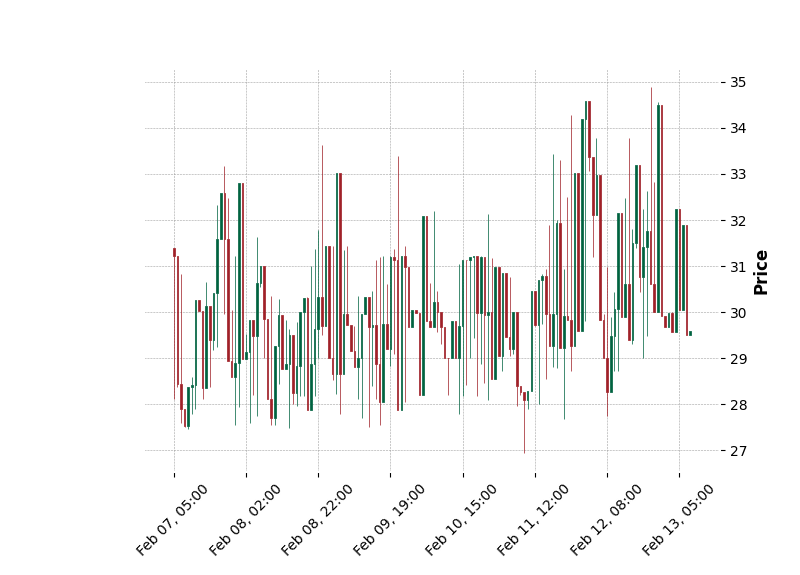 35
34
33
32
31
30
29
28
27
Price
Feb 07, 05:00
Feb 08, 02:00
Feb 08, 22:00
Feb 09, 19:00
Feb 10, 15:00
Feb 11, 12:00
Feb 12, 08:00
Feb 13, 05:00